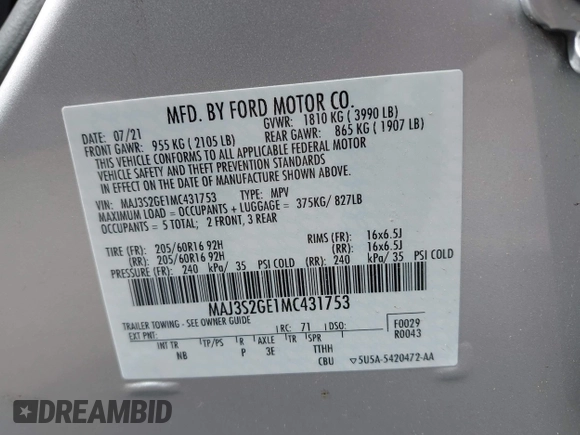 MFD. BY FORD MOTOR CO.
DATE: 07/21 GVWR: 1810 KG ( 3990 LB)
FRONT GAWR: 955 KG ( 2105 LB) REAR GAWR: 865 KG ( 1907 LB)
THIS VEHICLE CONFORMS TO ALL APPLICABLE FEDERAL MOTOR
VEHICLE SAFETY AND THEFT PREVENTION STANDARDS
IN EFFECT ON THE DATE OF MANUFACTURE SHOWN ABOVE.
VIN: MAJ3S2GE1MC431753 TYPE: MPV
MAXIMUM LOAD = OCCUPANTS + LUGGAGE = 375KG/ 827LB
OCCUPANTS = 5 TOTAL; 2 FRONT, 3 REAR
TIRE (FR): 205/60R16 92H RIMS (FR): 16x6.5J
(RR): 205/60R16 92H (RR): 16x6.5J
PRESSURE (FR): 240 kPa/ 35 PSI COLD (RR): 240 kPa/ 35 PSI COLD
MAJ3S2GE1MC431753
TRAILER TOWING - SEE OWNER GUIDE
EXT PNT: RC: 71 DSO: F0029
INT TR TP/PS R AXLE TR SPR R0043
NB P 3E TTHH
CBU 5U5A-5420472-AA
DREAMBID